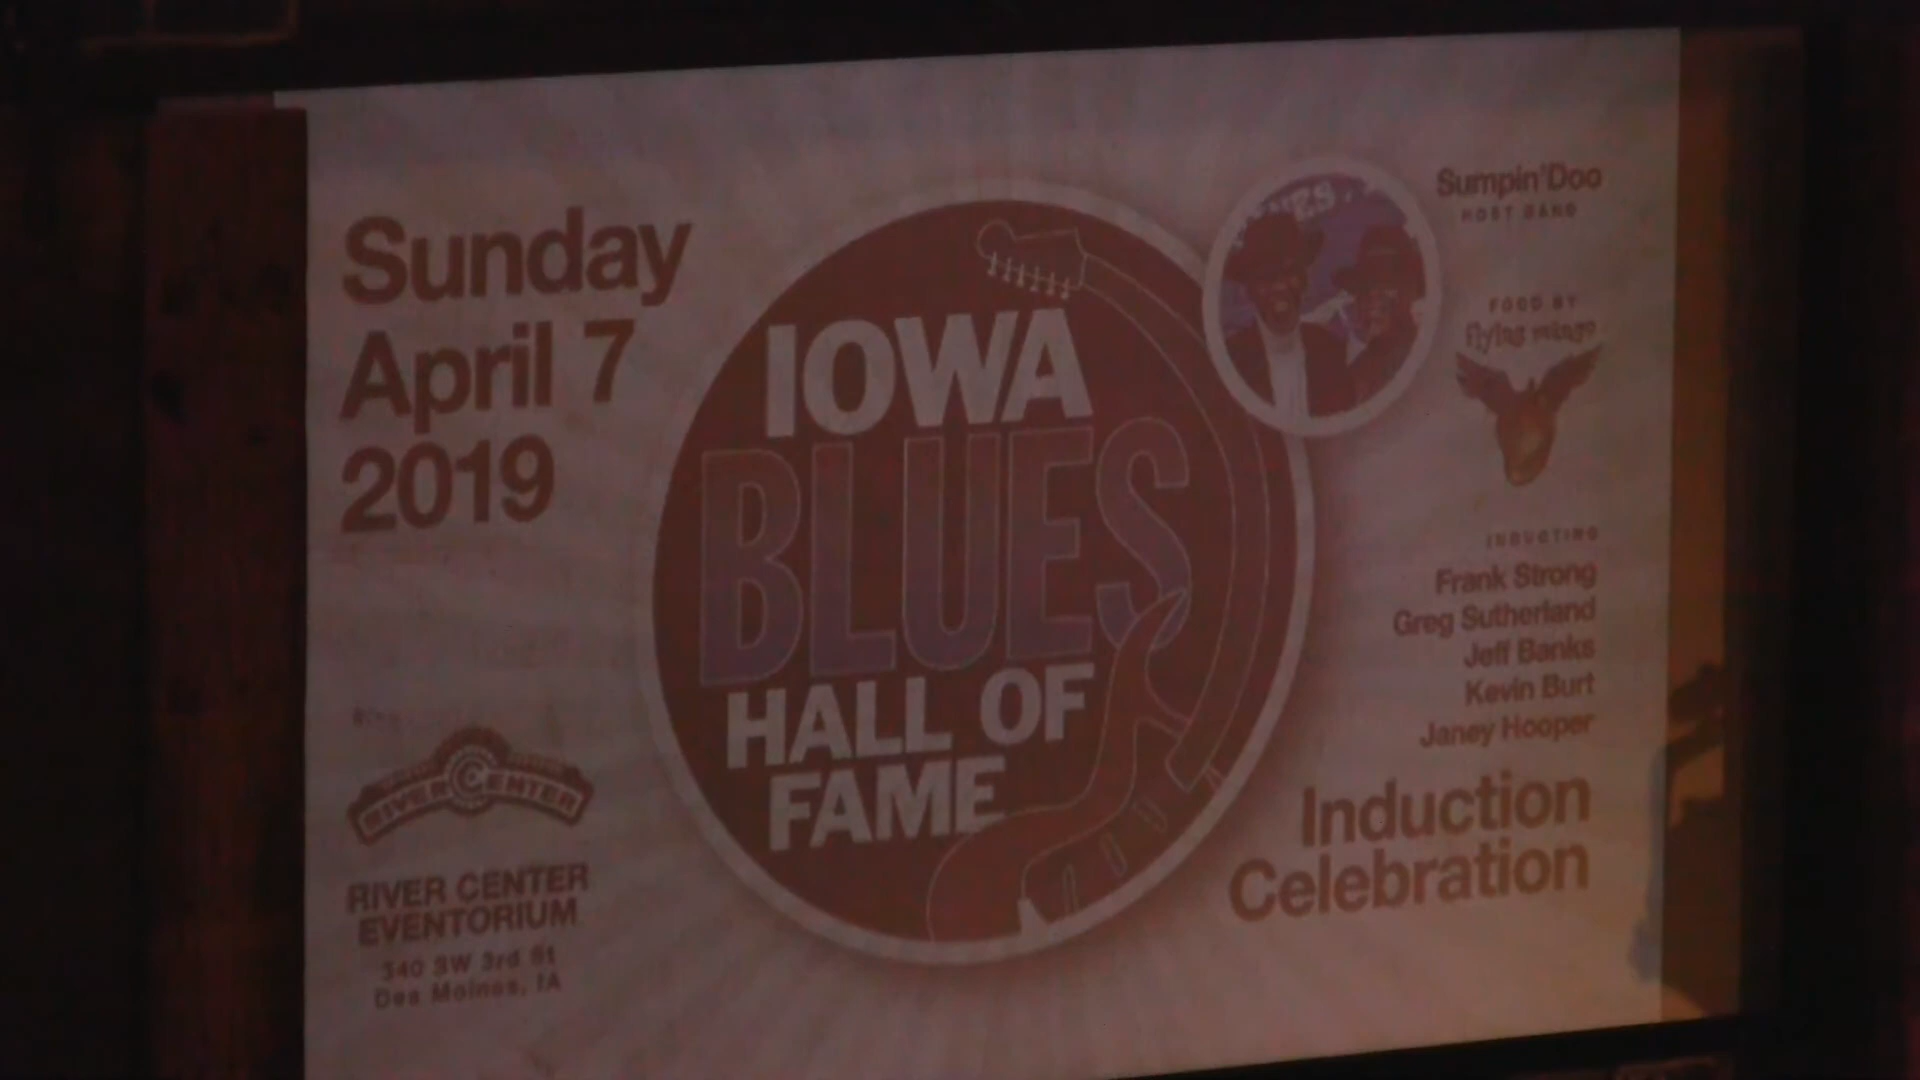 Sunday
April 7
2019
IOWA
BLUES
HALL OF
FAME
Sumpin'Doo
HOST BAND
FOOD BY
flying mango
INDUCTING
Frank Strong
Greg Sutherland
Jeff Banks
Kevin Burt
Janey Hooper
Induction
Celebration
RIVER CENTER
RIVER CENTER
EVENTORIUM
340 SW 3rd St
Des Moines, IA